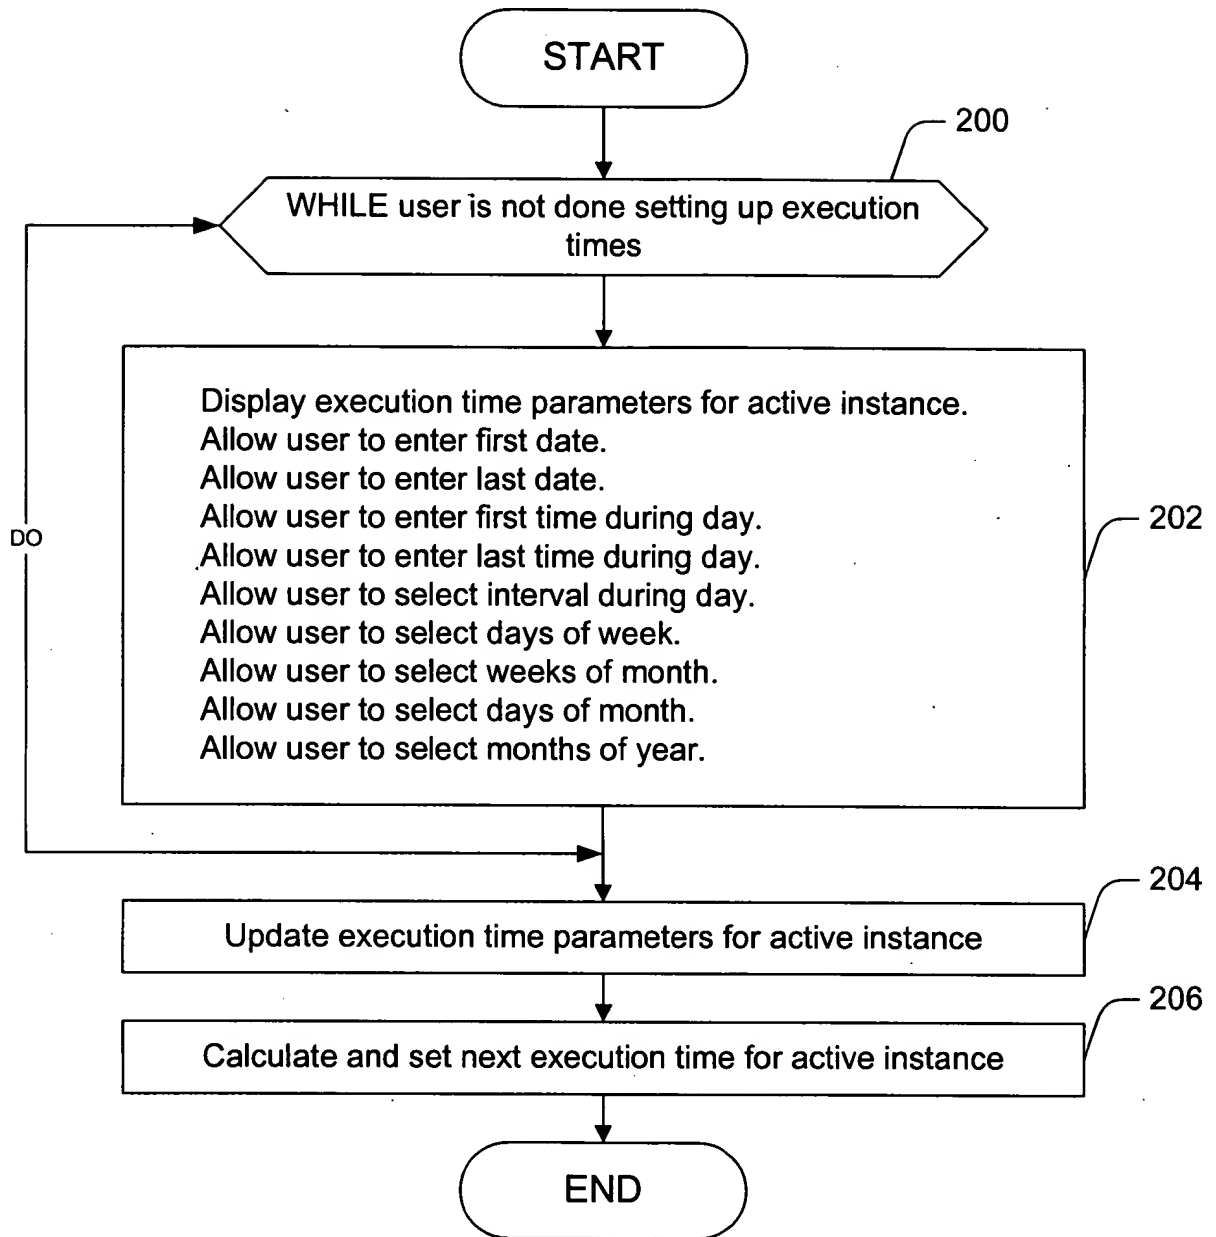 START
200
WHILE user is not done setting up execution
times
Display execution time parameters for active instance.
Allow user to enter first date.
Allow user to enter last date.
Allow user to enter first time during day.
202
DO
Allow user to enter last time during day.
Allow user to select interval during day.
Allow user to select days of week.
Allow user to select weeks of month.
Allow user to select days of month.
Allow user to select months of year.
204
Update execution time parameters for active instance
206
Calculate and set next execution time for active instance
END